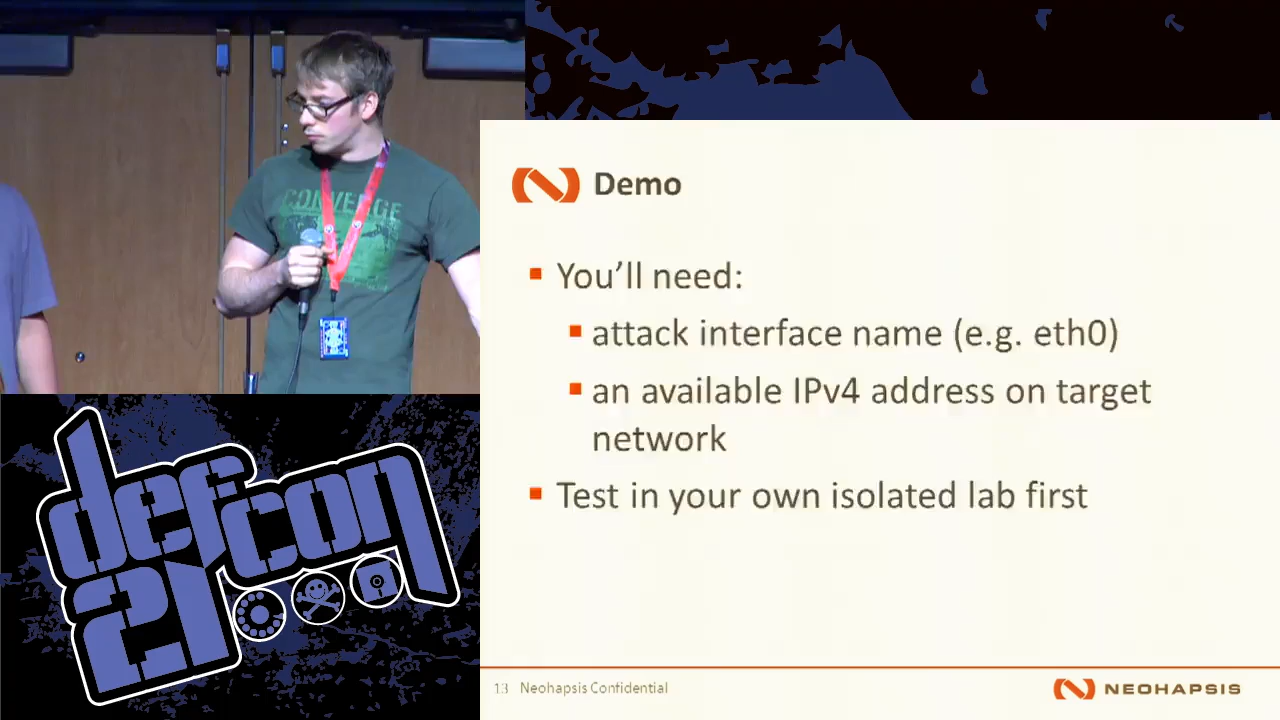 CONVERGE
Demo
You’ll need:
attack interface name (e.g. eth0)
an available IPv4 address on target
network
Test in your own isolated lab first
13 Neohapsis Confidential
NEOHAPSIS
defcon
21